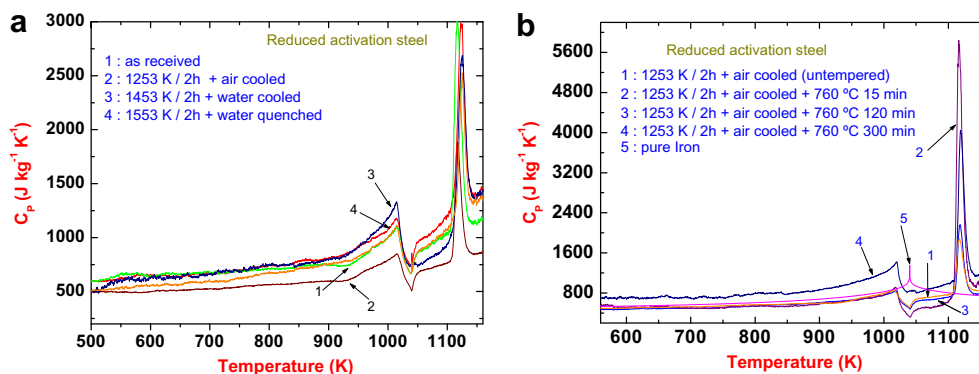 a
Reduced activation steel
1 : as received
2 : 1253 K / 2h + air cooled
3 : 1453 K / 2h + water cooled
4 : 1553 K / 2h + water quenched
3000
2500
2000
1500
1000
500
C_P (J kg⁻¹ K⁻¹)
3
4
1
2
500 600 700 800 900 1000 1100
Temperature (K)
b
Reduced activation steel
1 : 1253 K / 2h + air cooled (untempered)
2 : 1253 K / 2h + air cooled + 760 ºC 15 min
3 : 1253 K / 2h + air cooled + 760 ºC 120 min
4 : 1253 K / 2h + air cooled + 760 ºC 300 min
5 : pure Iron
5600
4800
4000
3200
2400
1600
800
C_P (J kg⁻¹ K⁻¹)
2
4
5
1
3
600 700 800 900 1000 1100
Temperature (K)